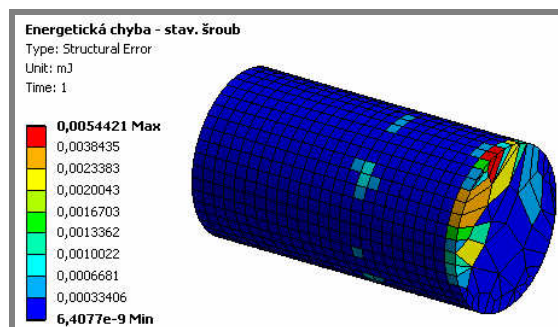 Energetická chyba - stav. šroub
Type: Structural Error
Unit: mJ
Time: 1
0,0054421 Max
0,0038435
0,0023383
0,0020043
0,0016703
0,0013362
0,0010022
0,0006681
0,00033406
6,4077e-9 Min